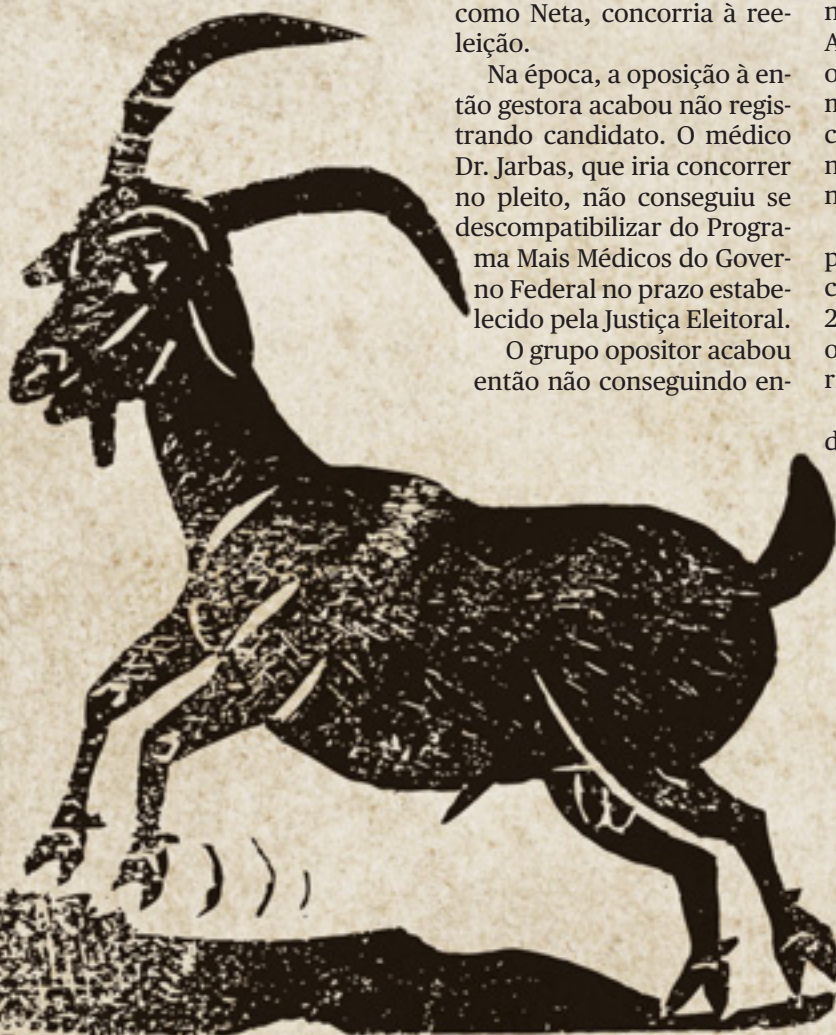 como Neta, concorria à ree-
leição.
Na época, a oposição à en-
tão gestora acabou não regis-
trando candidato. O médico
Dr. Jarbas, que iria concorrer
no pleito, não conseguiu se
descompatibilizar do Progra-
ma Mais Médicos do Gover-
no Federal no prazo estabe-
lecido pela Justiça Eleitoral.
O grupo opositor acabou
então não conseguindo en-